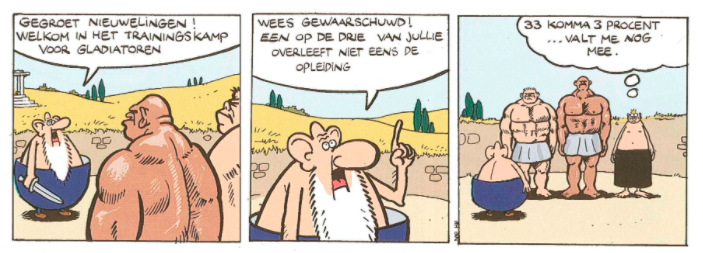 GEGROET NIEUWELINGEN!
WELKOM IN HET TRAININGSKAMP
VOOR GLADIATOREN
WEES GEWAARSCHUWD!
EEN OP DE DRIE VAN JULLIE
OVERLEEFT NIET EENS DE
OPLEIDING
33 KOMMA 3 PROCENT
...VALT ME NOG
MEE.